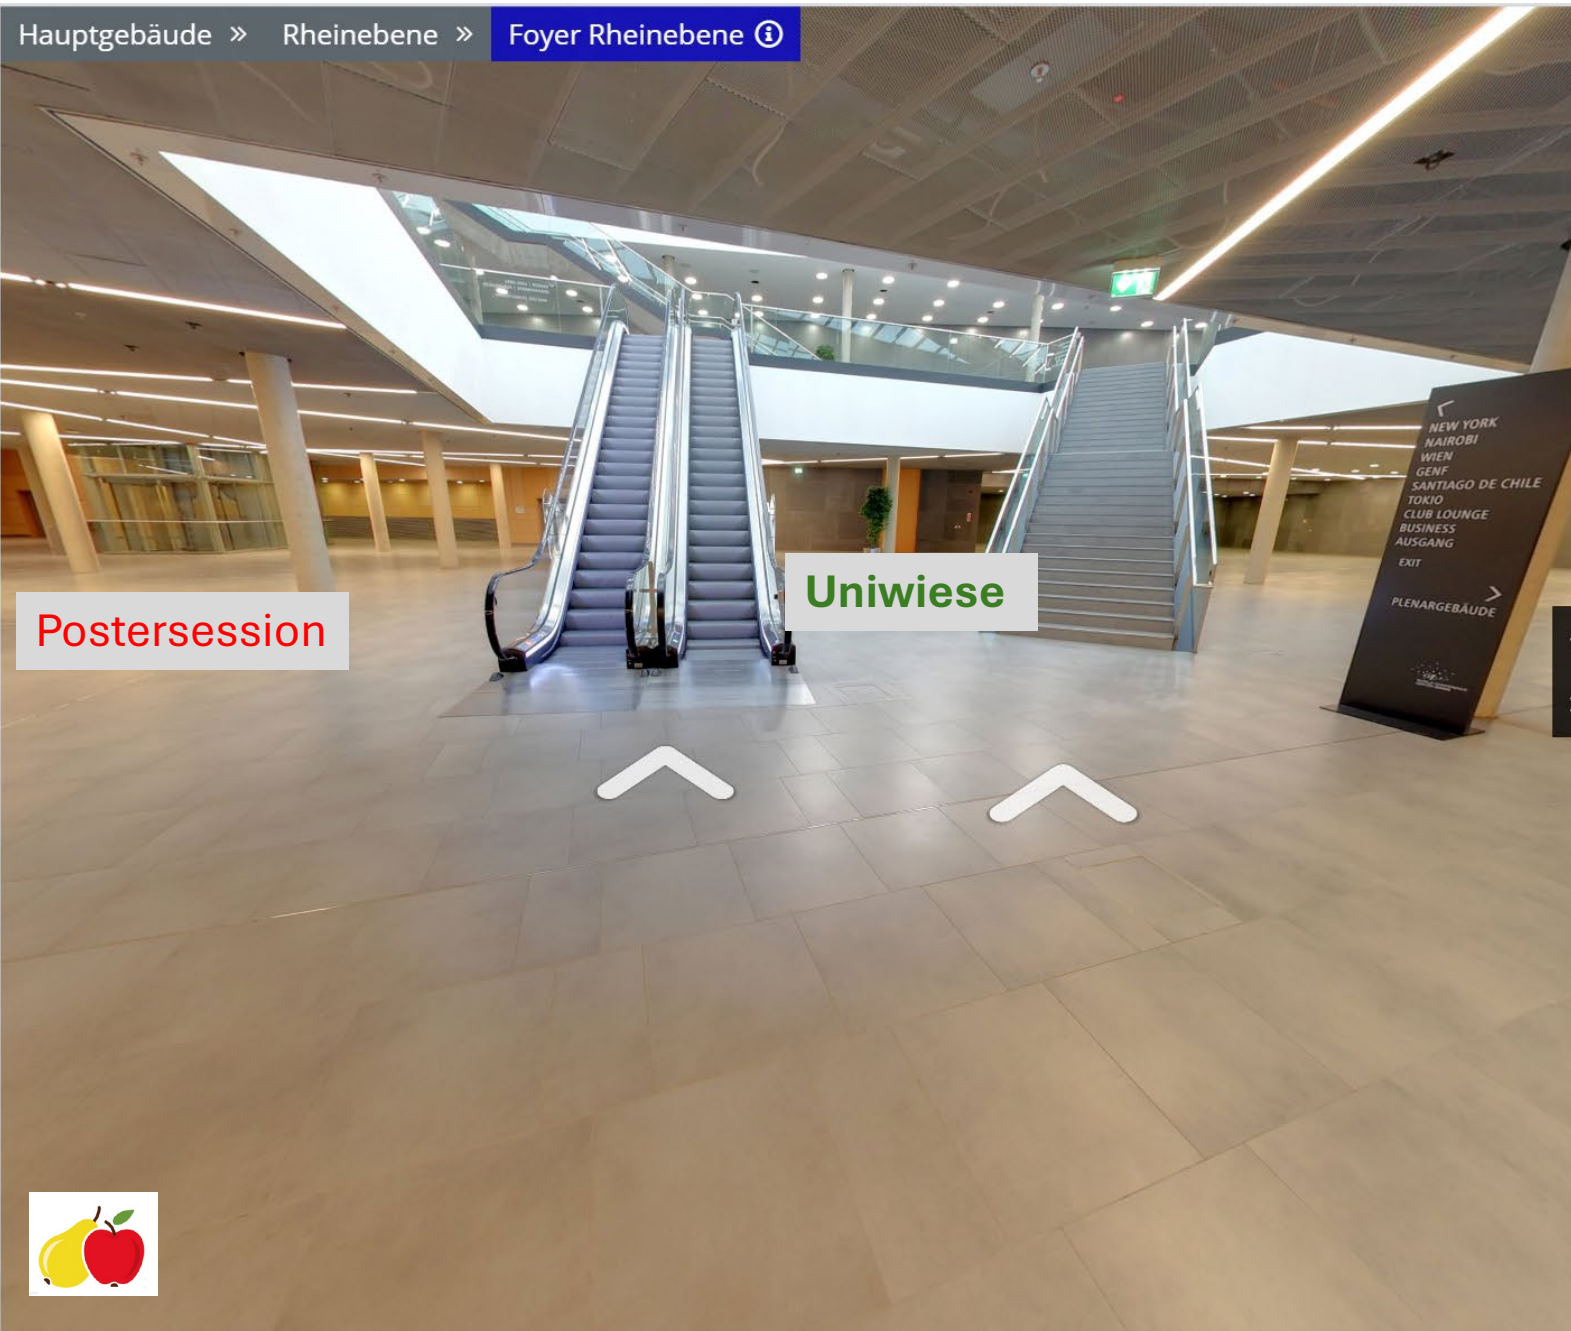 Hauptgebäude » Rheinebene » Foyer Rheinebene
NEW YORK
NAIROBI
WIEN
GENF
SANTIAGO DE CHILE
TOKIO
CLUB LOUNGE
BUSINESS
AUSGANG
EXIT
PLENARGEBÄUDE
Uniwiese
Postersession